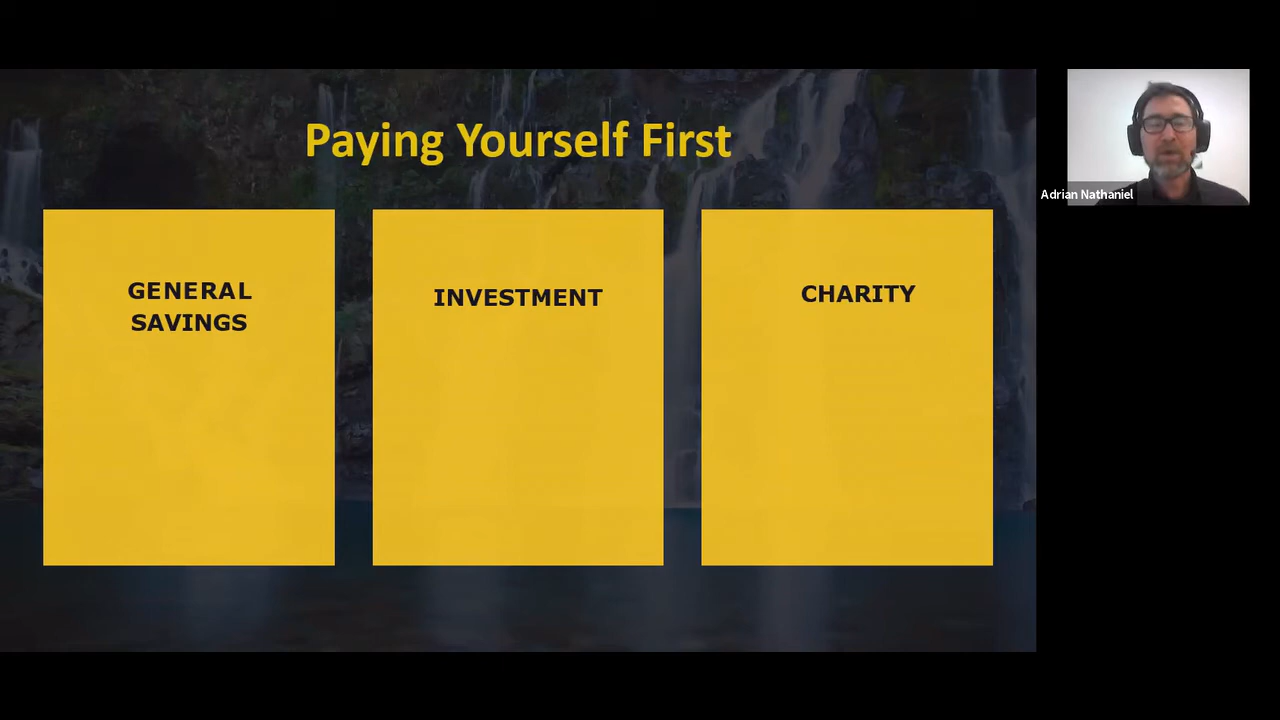 Paying Yourself First
GENERAL
SAVINGS
INVESTMENT
CHARITY
Adrian Nathaniel